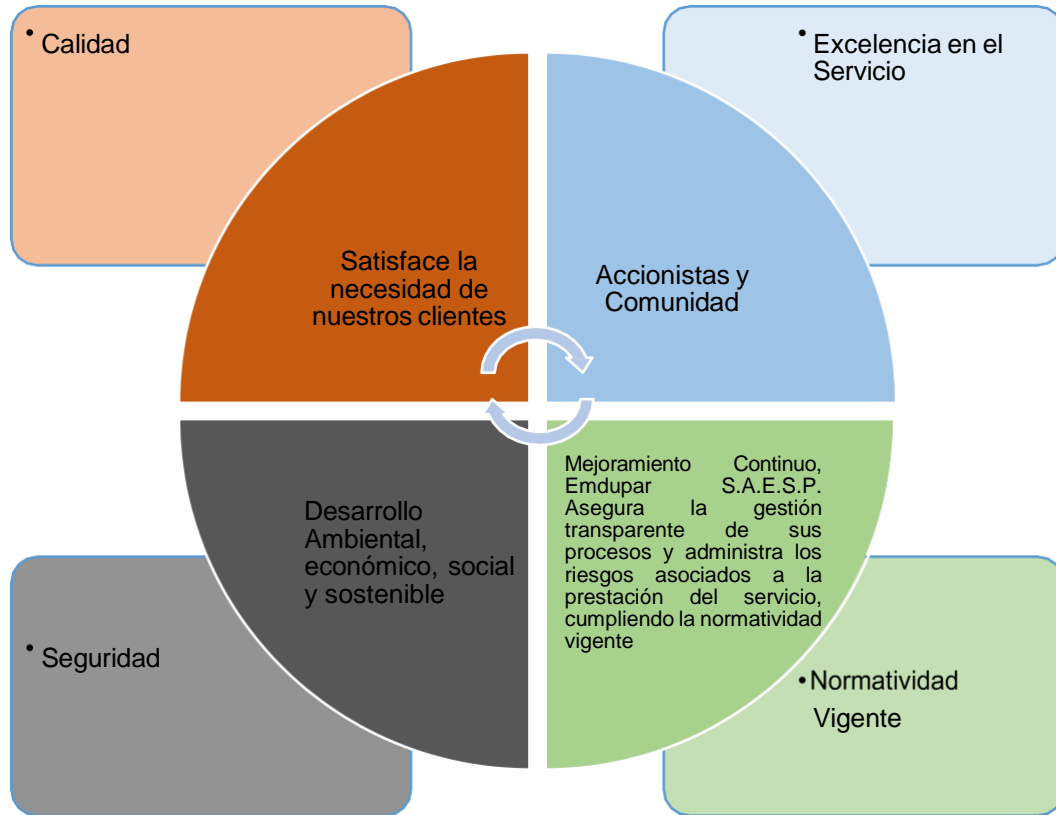 • Calidad
• Excelencia en el
Servicio
Satisface la
necesidad de
nuestros clientes
Accionistas y
Comunidad
Desarrollo
Ambiental,
económico, social
y sostenible
Mejoramiento Continuo,
Emdupar S.A.E.S.P.
Asegura la gestión
transparente de sus
procesos y administra los
riesgos asociados a la
prestación del servicio,
cumpliendo la normatividad
vigente
• Seguridad
• Normatividad
Vigente